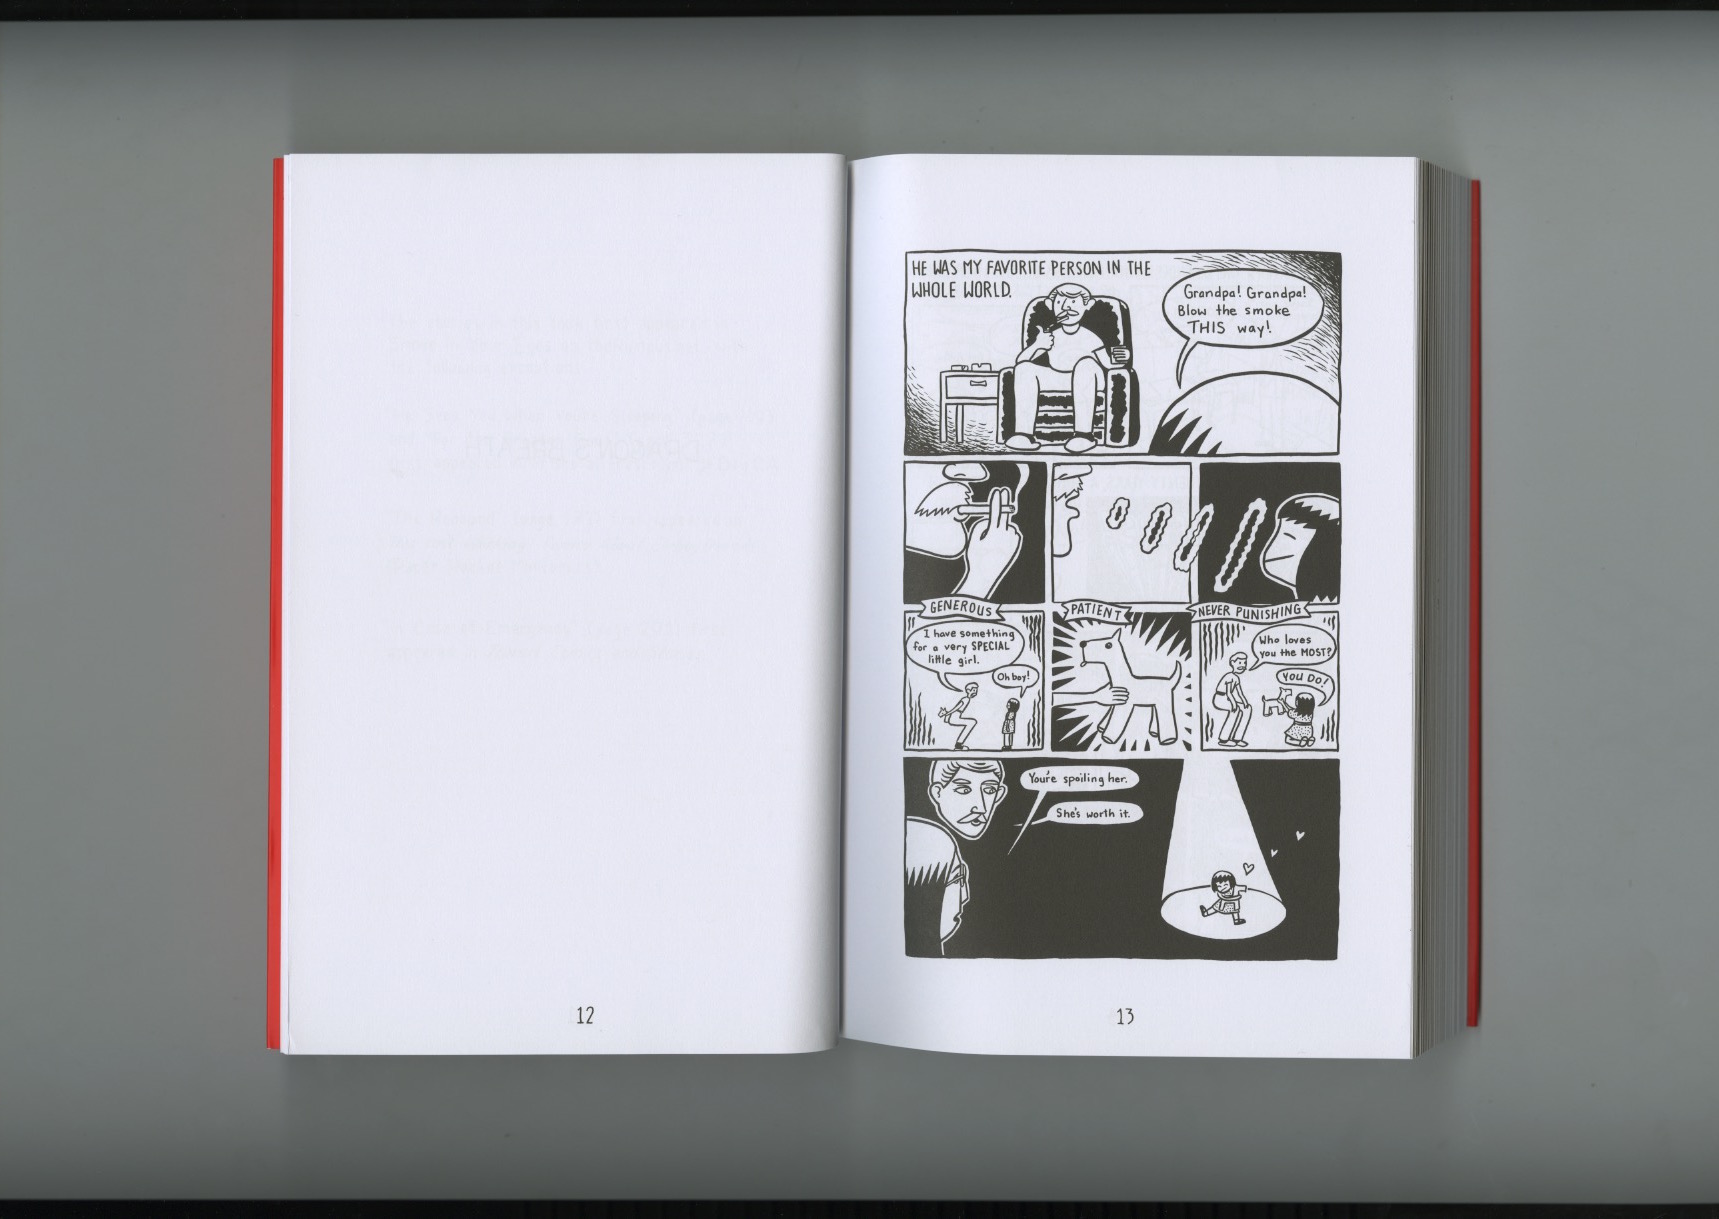 12
HE WAS MY FAVORITE PERSON IN THE
WHOLE WORLD.
Grandpa! Grandpa!
Blow the smoke
THIS way!
GENEROUS
I have something
for a very SPECIAL
little girl.
Oh boy!
PATIENT
NEVER PUNISHING
Who loves
you the MOST?
YOU DO!
You're spoiling her.
She's worth it.
13